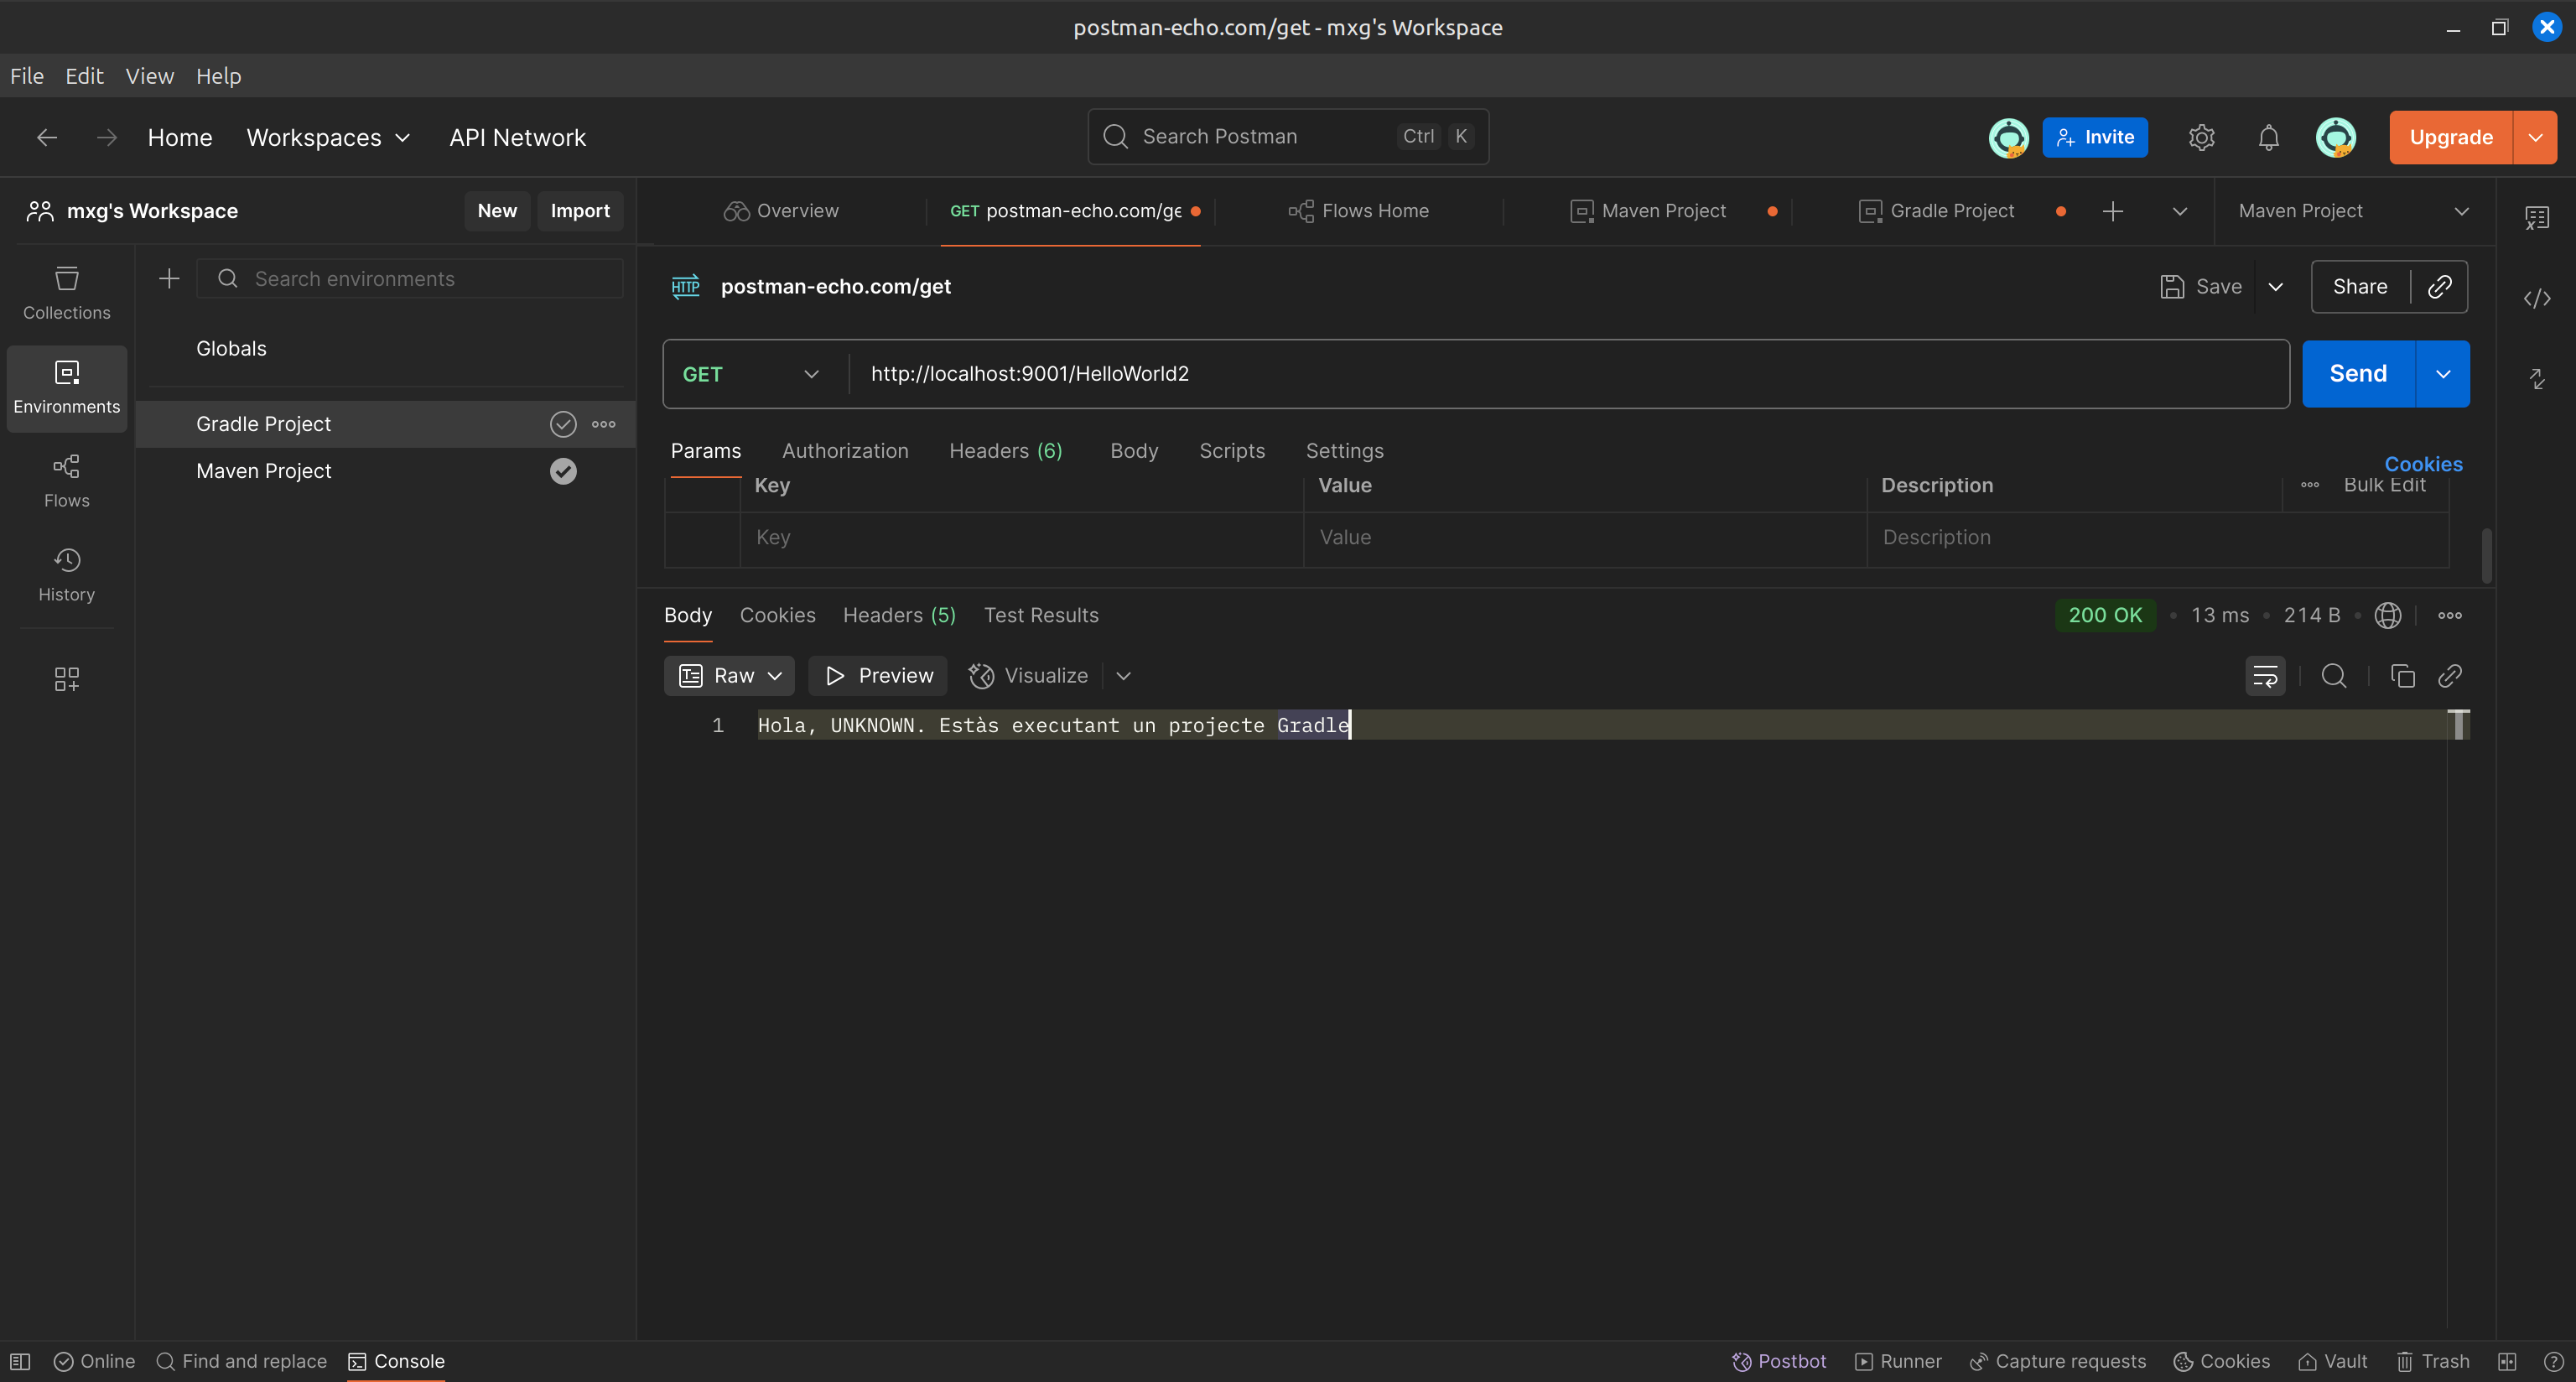 postman-echo.com/get - mxg's Workspace
File Edit View Help
Home Workspaces API Network
Search Postman Ctrl K
Invite
Upgrade
mxg's Workspace New Import
Overview
GET postman-echo.com/ge
Flows Home
Maven Project
Gradle Project
Maven Project
Collections
Environments
Flows
History
Search environments
Globals
Gradle Project
Maven Project
HTTP postman-echo.com/get
Save Share
GET http://localhost:9001/HelloWorld2 Send
Params Authorization Headers (6) Body Scripts Settings Cookies
Key Value Description Bulk Edit
Key Value Description
Body Cookies Headers (5) Test Results 200 OK • 13 ms • 214 B •
Raw Preview Visualize
1 Hola, UNKNOWN. Estàs executant un projecte Gradle
Online Find and replace Console Postbot Runner Capture requests Cookies Vault Trash